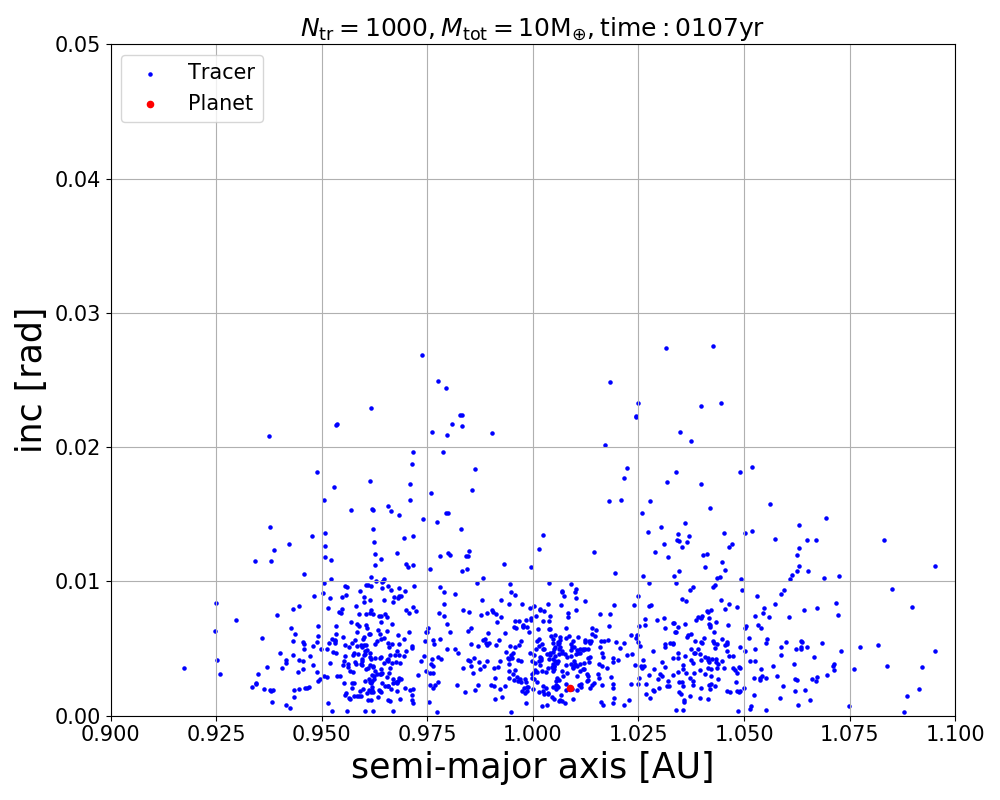 N_tr = 1000, M_tot = 10M_⊕, time : 0107yr
0.05
Tracer
Planet
0.04
0.03
inc [rad]
0.02
0.01
0.00
0.900 0.925 0.950 0.975 1.000 1.025 1.050 1.075 1.100
semi-major axis [AU]